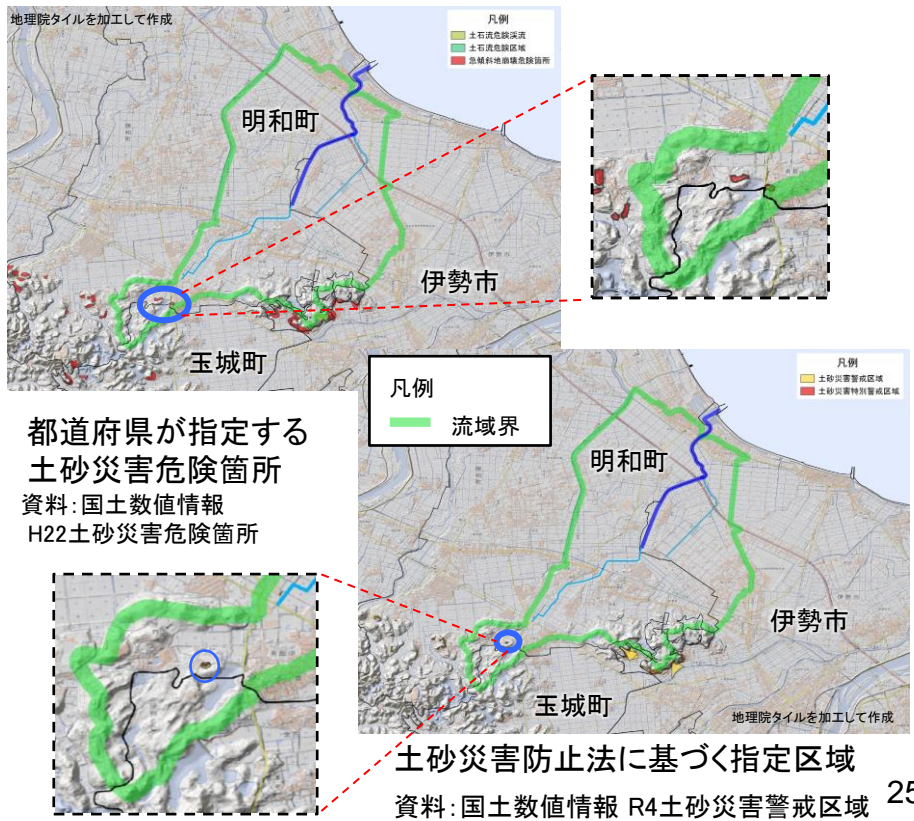 地理院タイルを加工して作成
凡例
土石流危険渓流
土石流危険区域
急傾斜地崩壊危険箇所
明和町
伊勢市
玉城町
凡例
流域界
都道府県が指定する
土砂災害危険箇所
資料：国土数値情報
H22土砂災害危険箇所
凡例
土砂災害警戒区域
土砂災害特別警戒区域
明和町
伊勢市
玉城町
地理院タイルを加工して作成
土砂災害防止法に基づく指定区域
資料：国土数値情報 R4土砂災害警戒区域
25